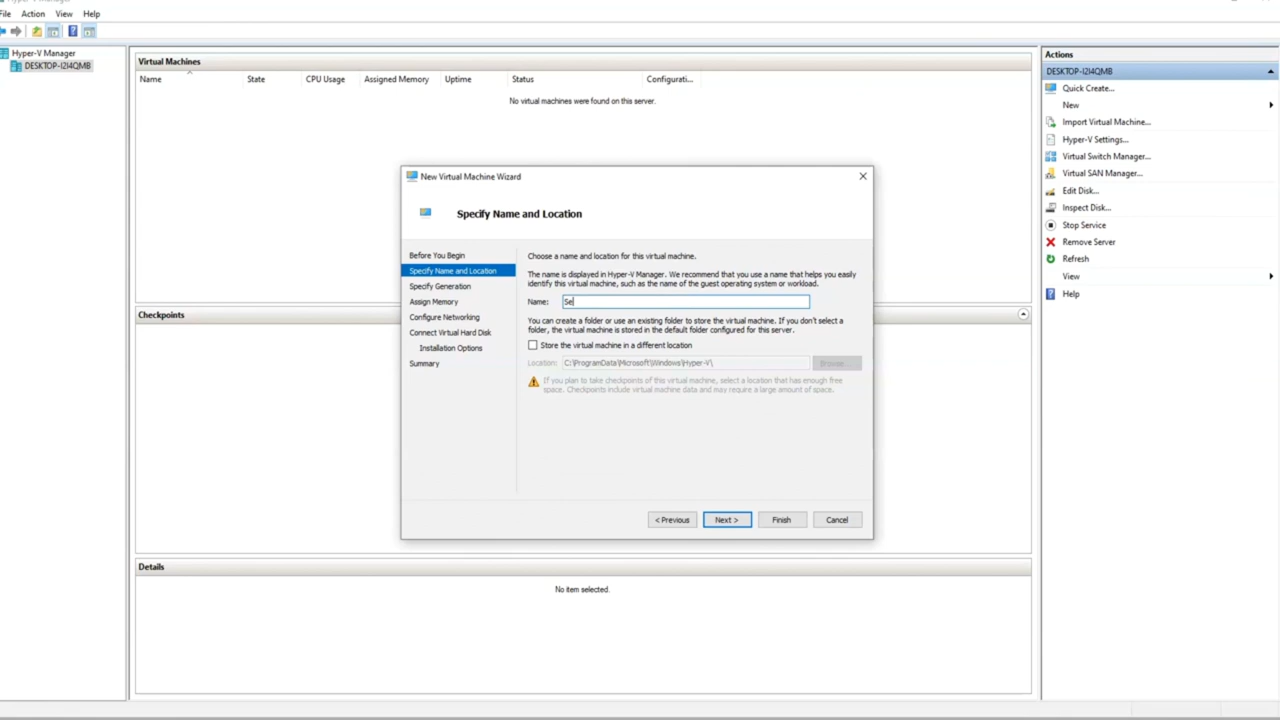 File Action View Help
Hyper-V Manager
DESKTOP-I2I4QMB
Virtual Machines
Name State CPU Usage Assigned Memory Uptime Status Configurati...
No virtual machines were found on this server.
Checkpoints
Details
No item selected.
New Virtual Machine Wizard
Specify Name and Location
Before You Begin
Specify Name and Location
Specify Generation
Assign Memory
Configure Networking
Connect Virtual Hard Disk
Installation Options
Summary
Choose a name and location for this virtual machine.
The name is displayed in Hyper-V Manager. We recommend that you use a name that helps you easily
identify this virtual machine, such as the name of the guest operating system or workload.
Name: Se
You can create a folder or use an existing folder to store the virtual machine. If you don't select a
folder, the virtual machine is stored in the default folder configured for this server.
Store the virtual machine in a different location
Location: C:\ProgramData\Microsoft\Windows\Hyper-V\ Browse...
If you plan to take checkpoints of this virtual machine, select a location that has enough free
space. Checkpoints include virtual machine data and may require a large amount of space.
< Previous Next > Finish Cancel
Actions
DESKTOP-I2I4QMB
Quick Create...
New
Import Virtual Machine...
Hyper-V Settings...
Virtual Switch Manager...
Virtual SAN Manager...
Edit Disk...
Inspect Disk...
Stop Service
Remove Server
Refresh
View
Help